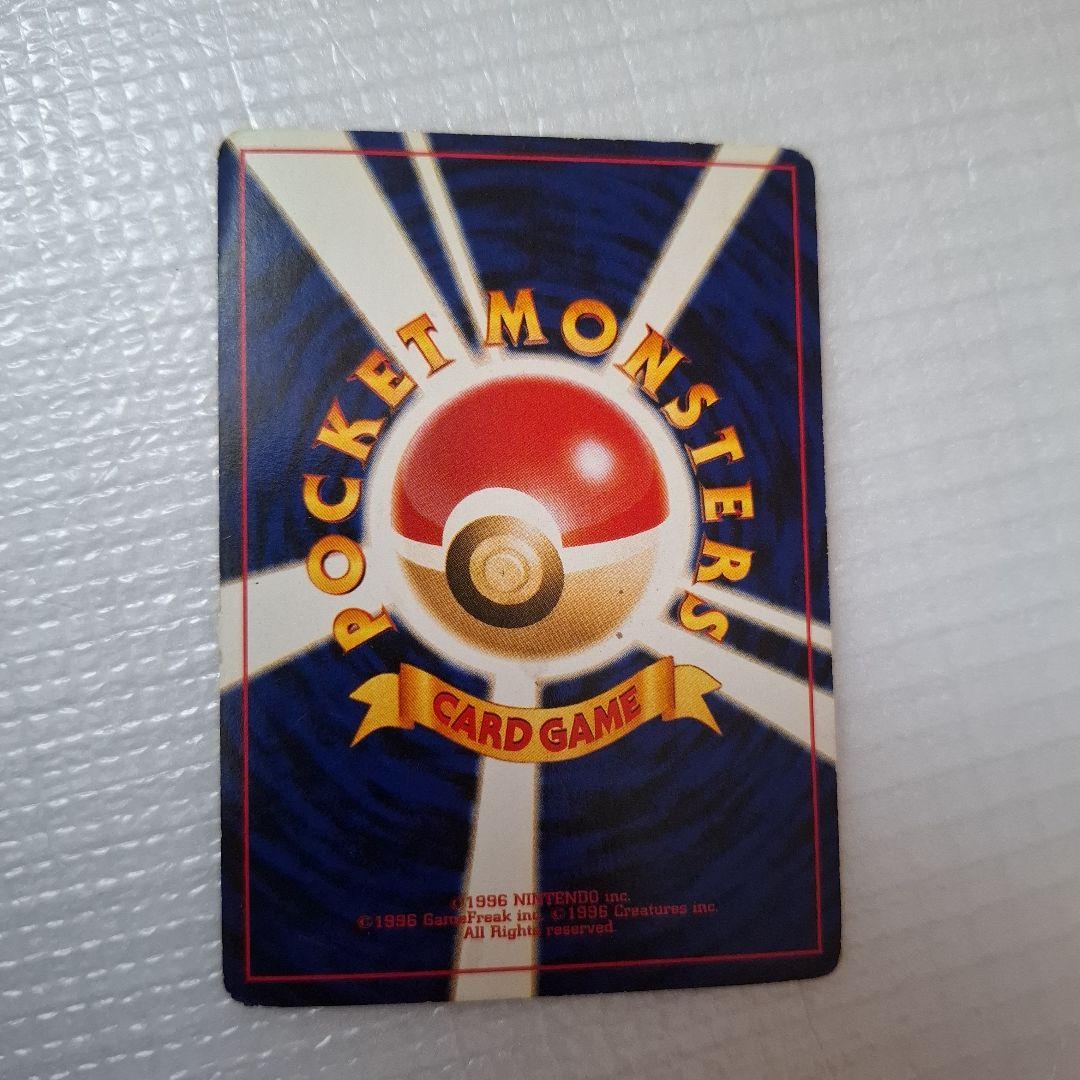 POCKET MONSTERS
CARD GAME
©1996 NINTENDO inc.
©1996 GameFreak inc. ©1996 Creatures inc.
All Rights reserved.